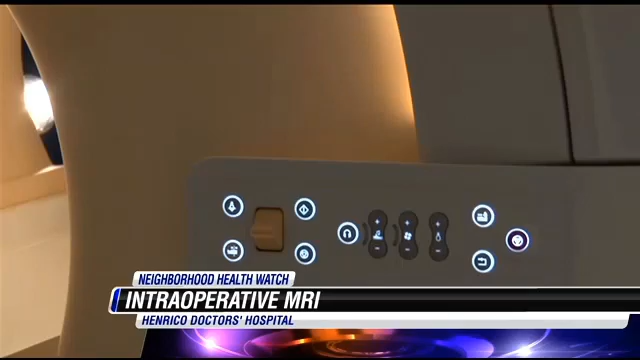 NEIGHBORHOOD HEALTH WATCH
INTRAOPERATIVE MRI
HENRICO DOCTORS' HOSPITAL